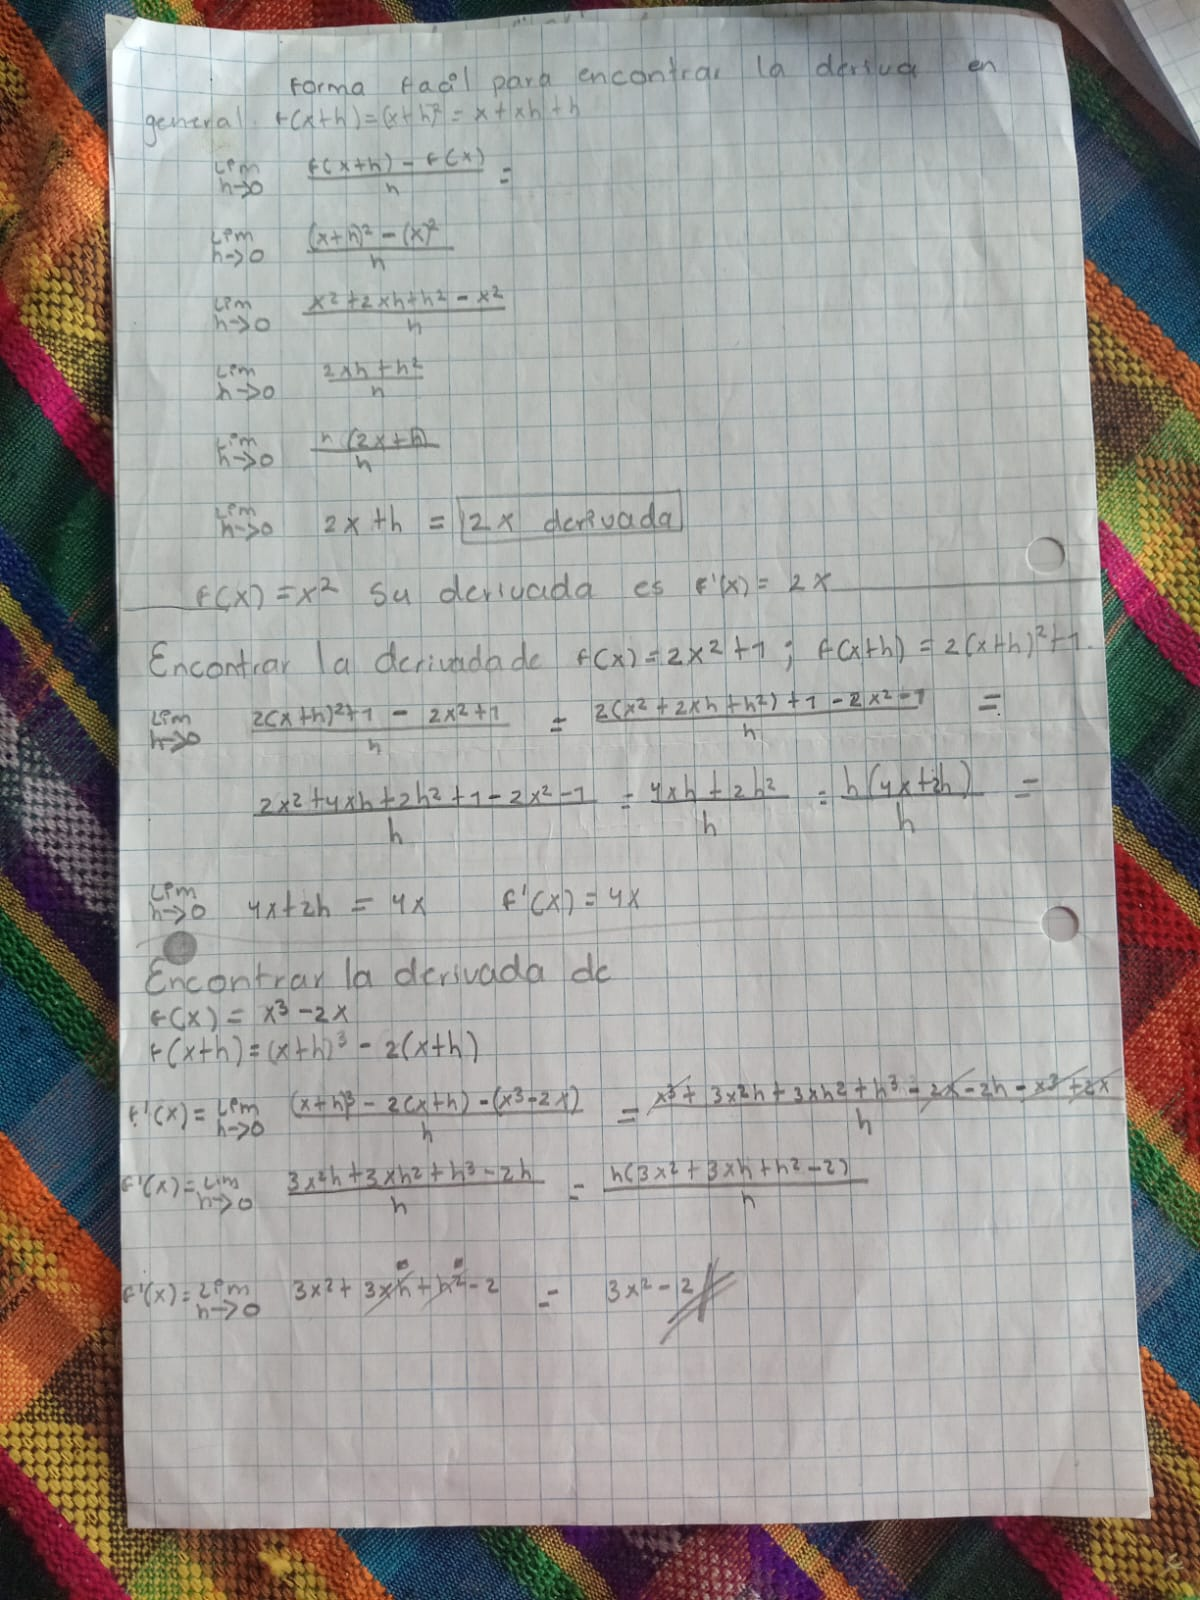 Forma facil para encontrar la deriva en
general. f(x+h)=(x+h)²= x+xh+h
Lim h→0 f(x+h) - f(x) / h =
Lim h→0 (x+h)² - (x)² / h
Lim h→0 x²+2xh+h² - x² / h
Lim h→0 2xh+h² / h
Lim h→0 h(2x+h) / h
Lim h→0 2x+h = 2x derivada
f(x)=x² su derivada es f'(x)= 2x
Encontrar la derivada de f(x)=2x²+1; f(x+h)=2(x+h)²+1.
Lim h→0 2(x+h)²+1 - 2x²+1 / h = 2(x²+2xh+h²)+1-2x²-1 / h =
2x²+4xh+2h²+1-2x²-1 / h = 4xh+2h² / h = h(4x+2h) / h =
Lim h→0 4x+2h = 4x f'(x)=4x
Encontrar la derivada de
f(x)= x³-2x
f(x+h)=(x+h)³-2(x+h)
f'(x)= Lim h→0 (x+h)³-2(x+h)-(x³-2x) / h = x³+3x²h+3xh²+h³-2x-2h-x³+2x / h
f'(x)= Lim h→0 3x²h+3xh²+h³-2h / h = h(3x²+3xh+h²-2) / h
f'(x)= Lim h→0 3x²+3xh+h²-2 = 3x²-2